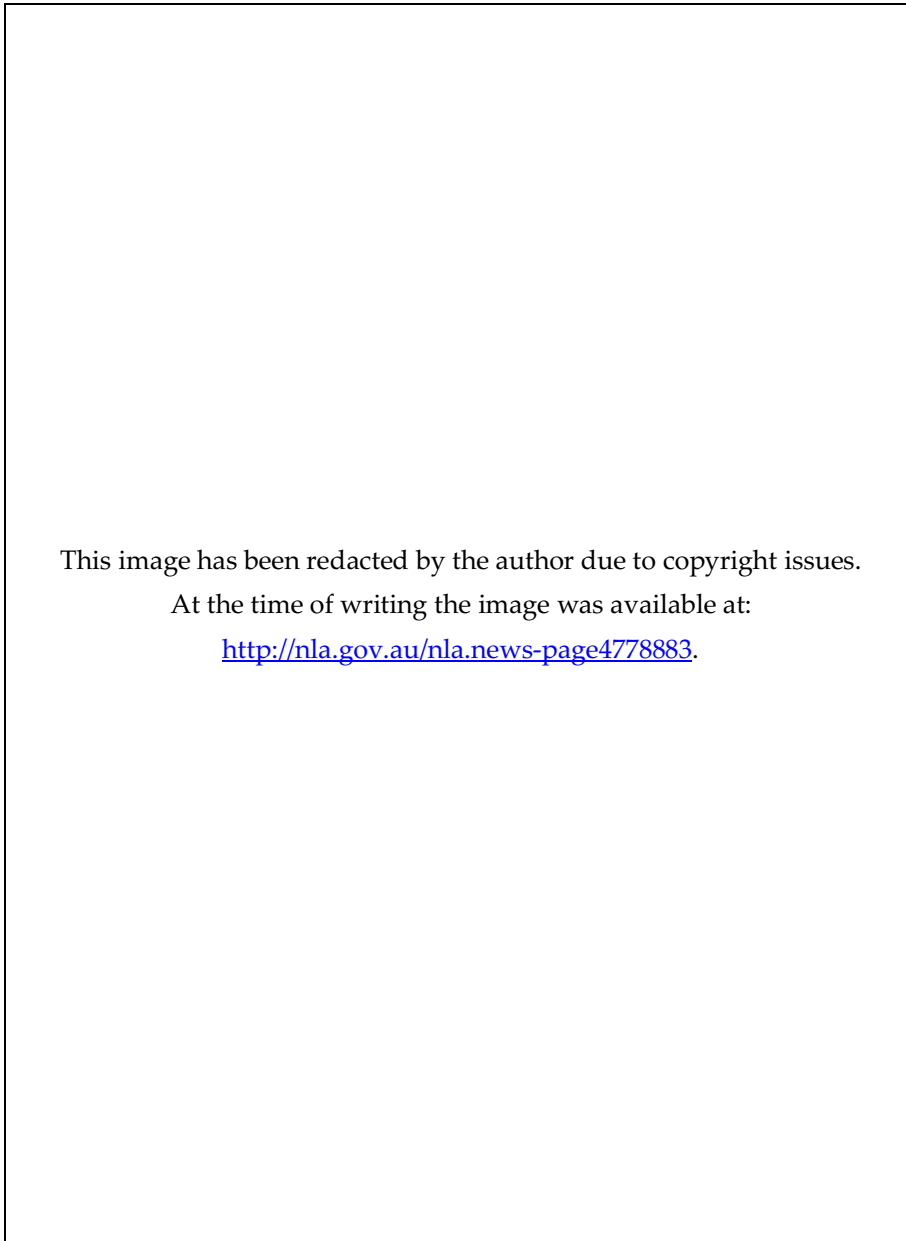 This image has been redacted by the author due to copyright issues.
At the time of writing the image was available at:
http://nla.gov.au/nla.news-page4778883.